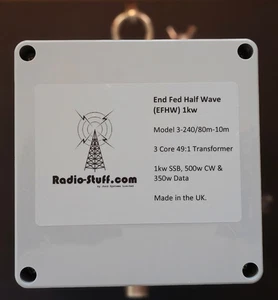 End Fed Half Wave
(EFHW) 1kw
Model 3-240/80m-10m
3 Core 49:1 Transformer
1kw SSB, 500w CW &
350w Data
Made in the UK.
Radio-Stuff.com